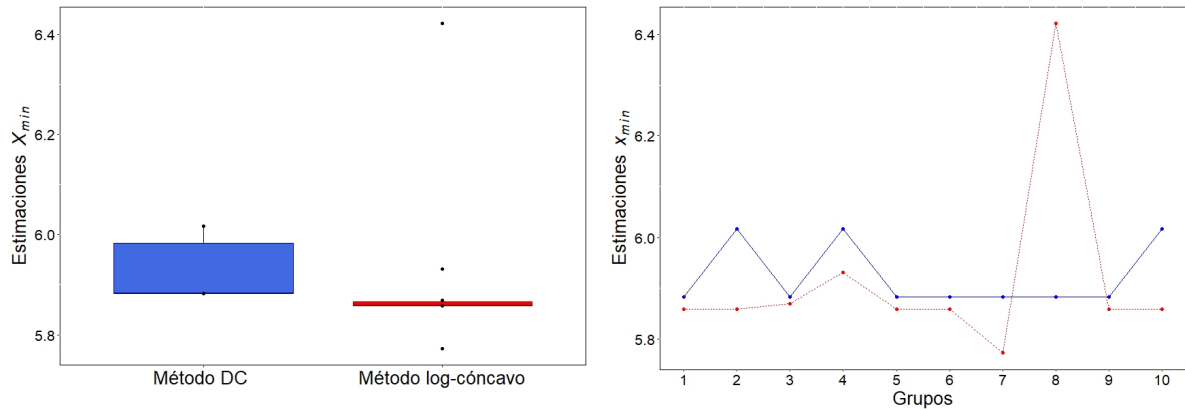 Estimaciones X_min
6.4
6.2
6.0
5.8
Método DC
Método log-cóncavo
Estimaciones x_min
6.4
6.2
6.0
5.8
1 2 3 4 5 6 7 8 9 10
Grupos